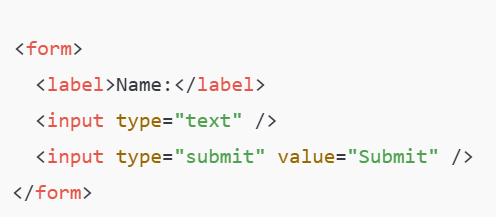 <form>
  <label>Name:</label>
  <input type="text" />
  <input type="submit" value="Submit" />
</form>